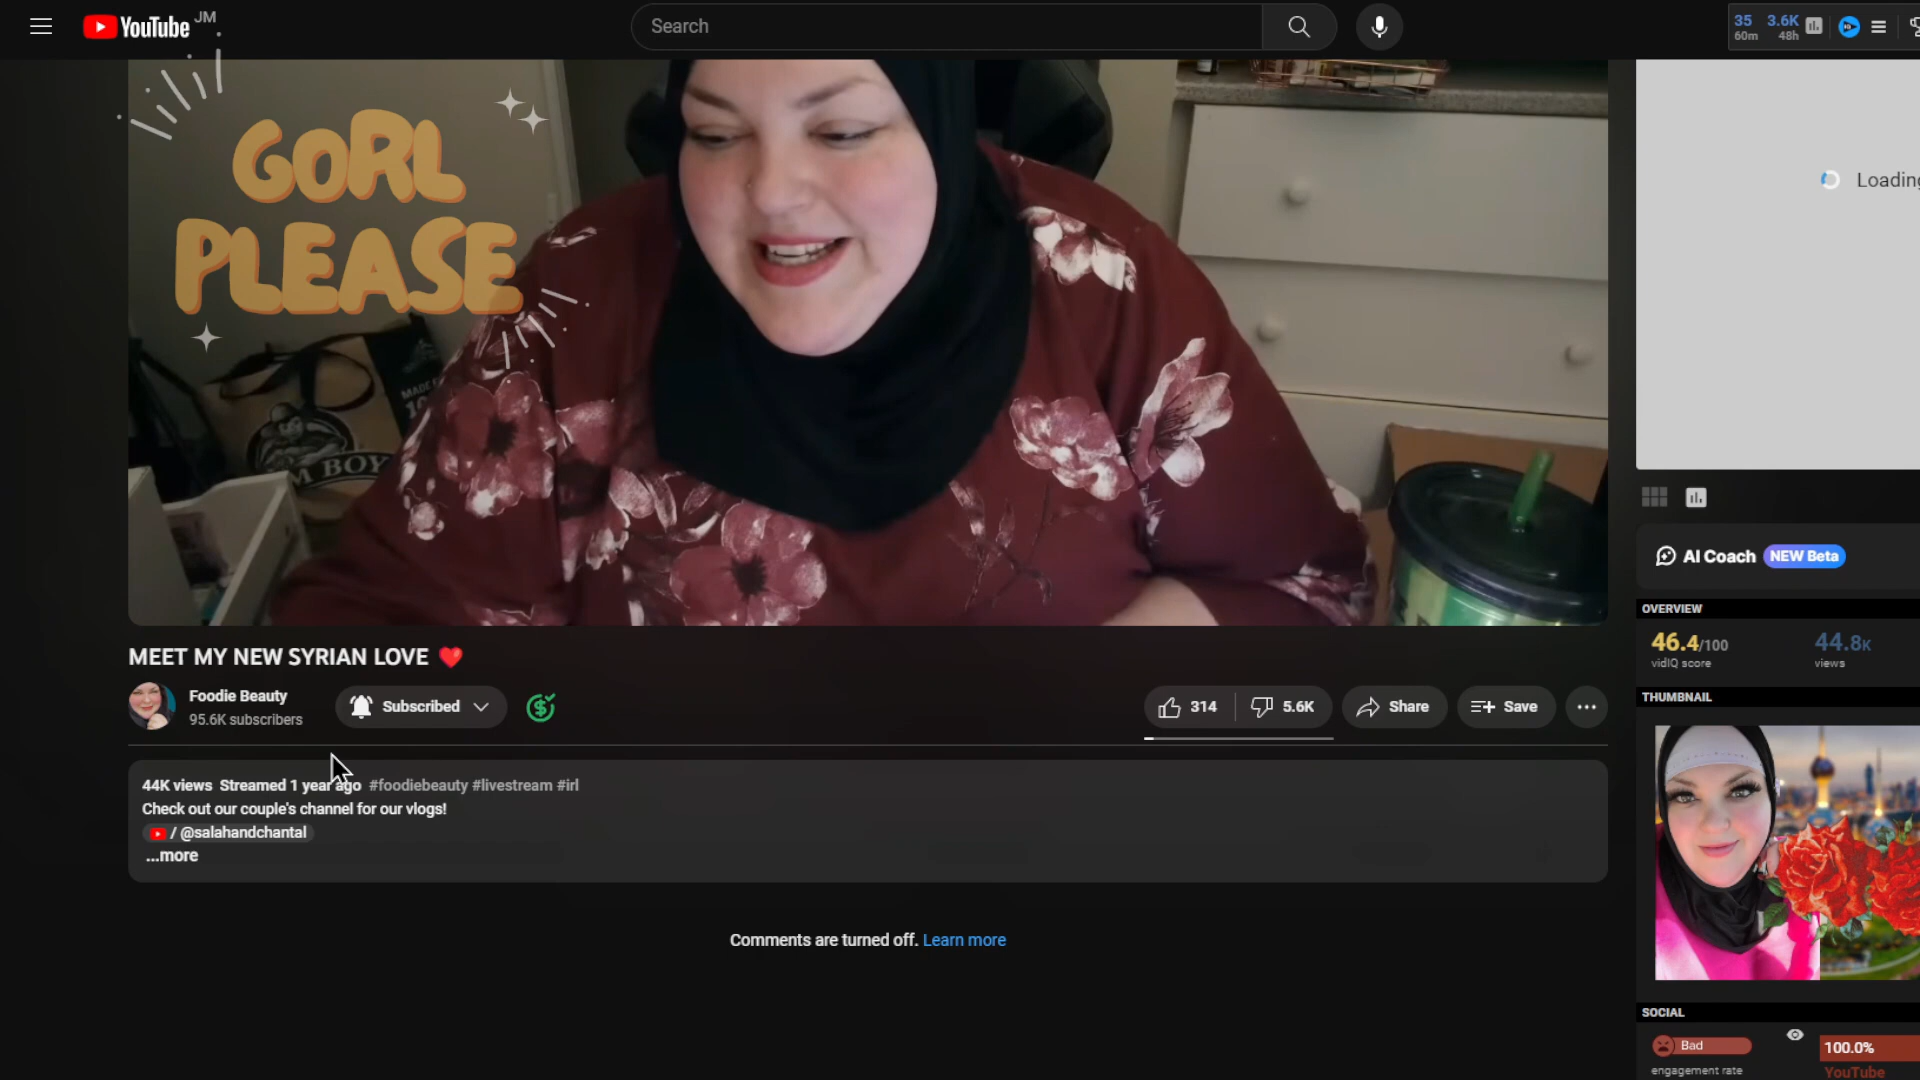 YouTube JM
Search
35 3.6K
60m 48h
GORL
PLEASE
Loading
AI Coach NEW Beta
OVERVIEW
46.4/100 44.8K
vidIQ score views
THUMBNAIL
MEET MY NEW SYRIAN LOVE ❤️
Foodie Beauty
95.6K subscribers
Subscribed
314 5.6K Share Save
44K views Streamed 1 year ago #foodiebeauty #livestream #irl
Check out our couple's channel for our vlogs!
/ @salahandchantal
...more
Comments are turned off. Learn more
SOCIAL
Bad 100.0%
engagement rate YouTube